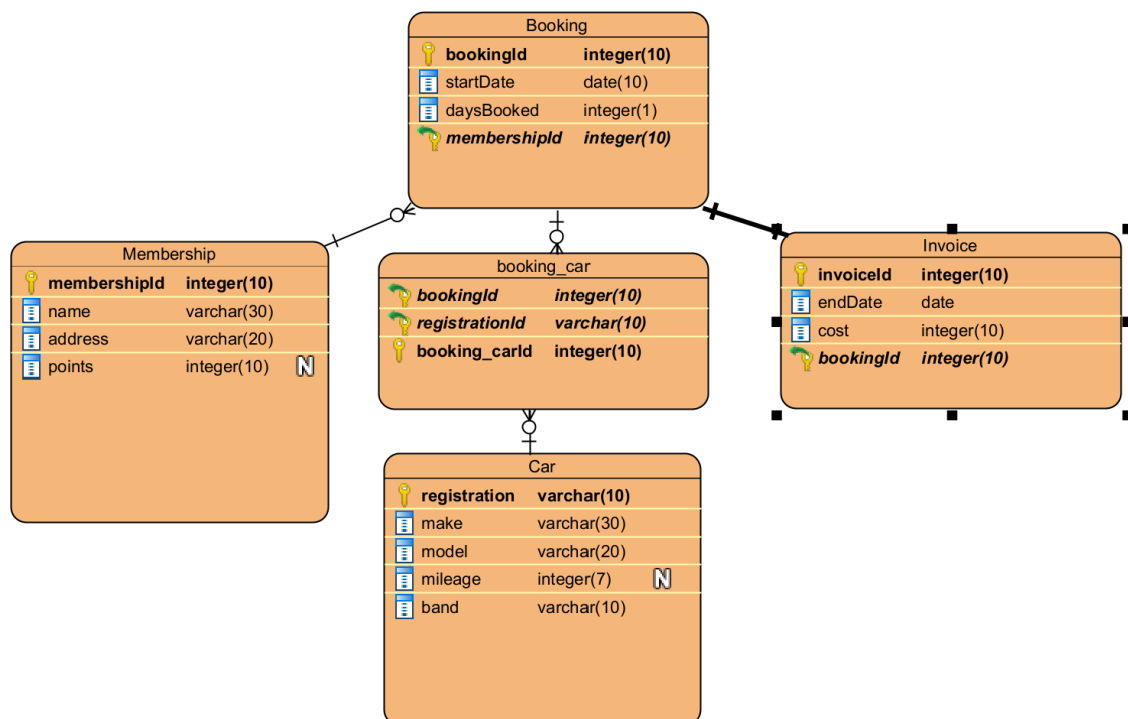 Booking
bookingId integer(10)
startDate date(10)
daysBooked integer(1)
membershipId integer(10)
Membership
membershipId integer(10)
name varchar(30)
address varchar(20)
points integer(10) N
booking_car
bookingId integer(10)
registrationId varchar(10)
booking_carId integer(10)
Invoice
invoiceId integer(10)
endDate date
cost integer(10)
bookingId integer(10)
Car
registration varchar(10)
make varchar(30)
model varchar(20)
mileage integer(7) N
band varchar(10)